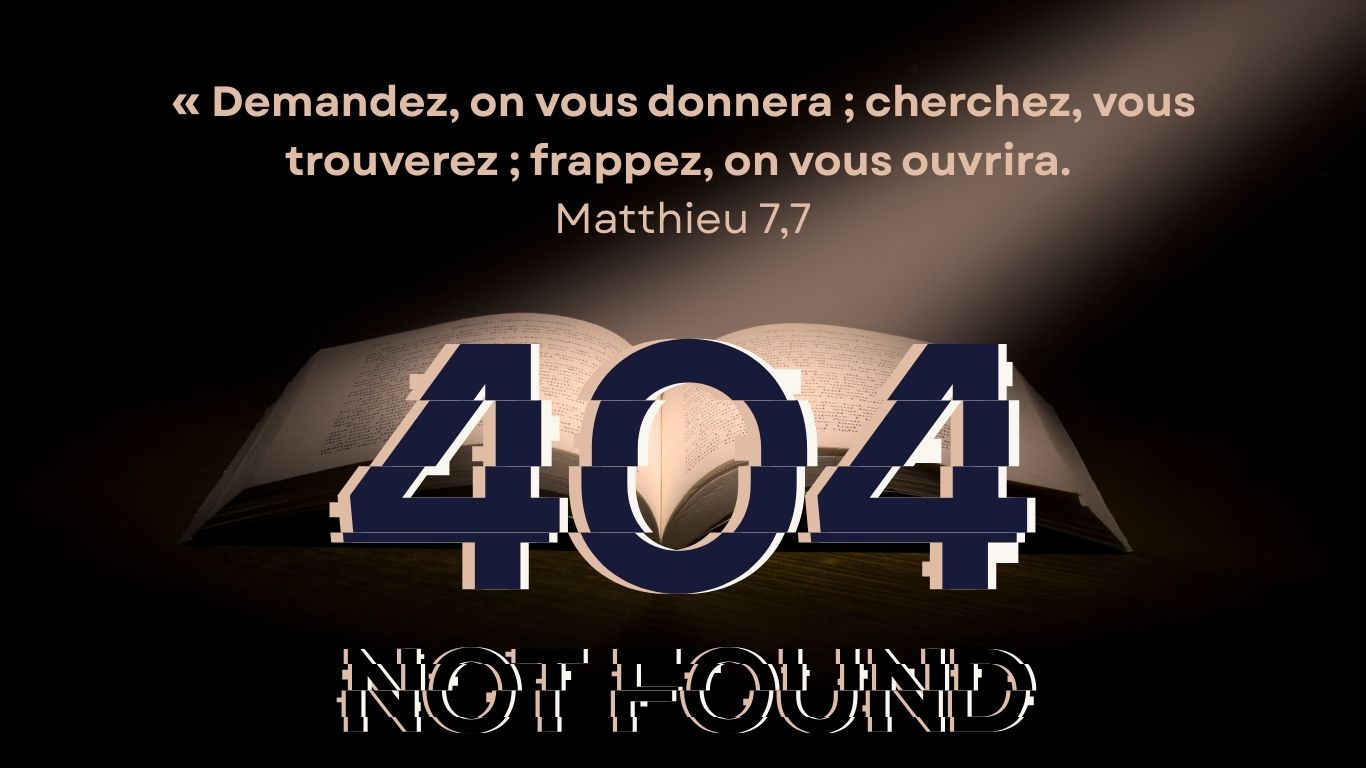 « Demandez, on vous donnera ; cherchez, vous
trouverez ; frappez, on vous ouvrira.
Matthieu 7,7
404
NOT FOUND